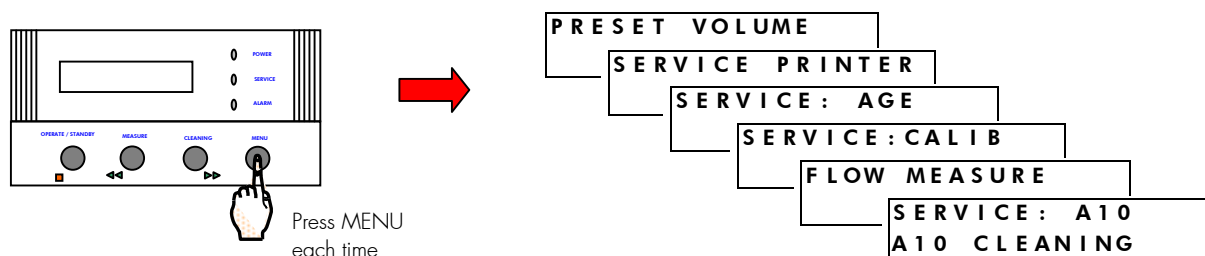 POWER
SERVICE
ALARM
OPERATE / STANDBY
MEASURE
CLEANING
MENU
Press MENU
each time
PRESET VOLUME
SERVICE PRINTER
SERVICE: AGE
SERVICE:CALIB
FLOW MEASURE
SERVICE: A10
A10 CLEANING